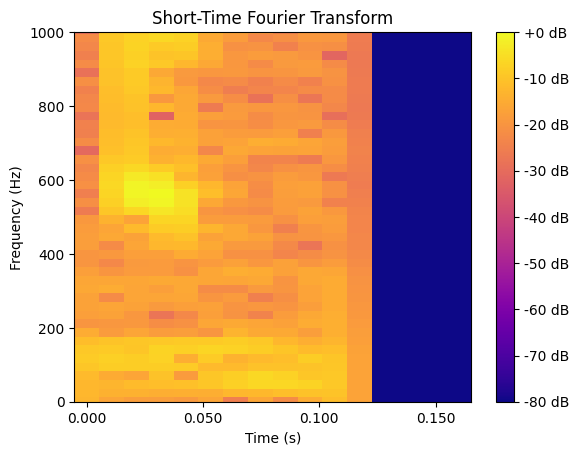 Short-Time Fourier Transform
1000
800
600
400
200
0
Frequency (Hz)
0.000
0.050
0.100
0.150
Time (s)
+0 dB
-10 dB
-20 dB
-30 dB
-40 dB
-50 dB
-60 dB
-70 dB
-80 dB